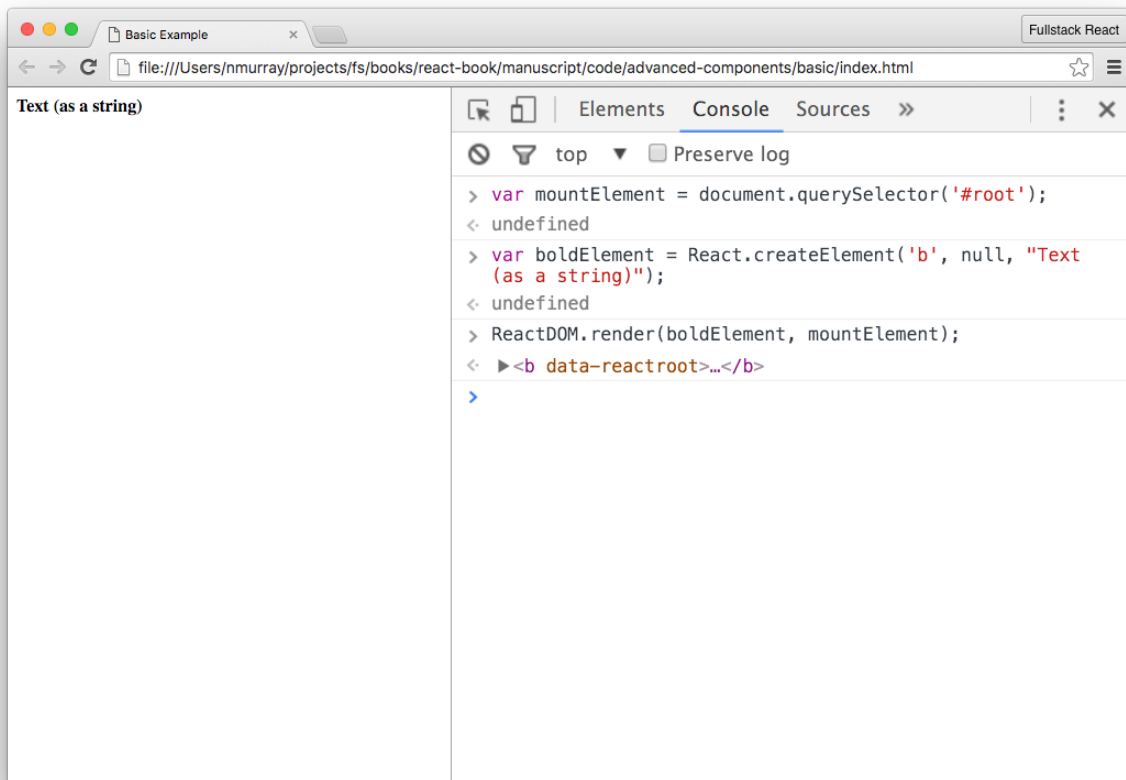 Basic Example
Fullstack React
file:///Users/nmurray/projects/fs/books/react-book/manuscript/code/advanced-components/basic/index.html
Text (as a string)
Elements Console Sources »
top ▼ Preserve log
> var mountElement = document.querySelector('#root');
<· undefined
> var boldElement = React.createElement('b', null, "Text
(as a string)");
<· undefined
> ReactDOM.render(boldElement, mountElement);
<· ▶<b data-reactroot>…</b>
>